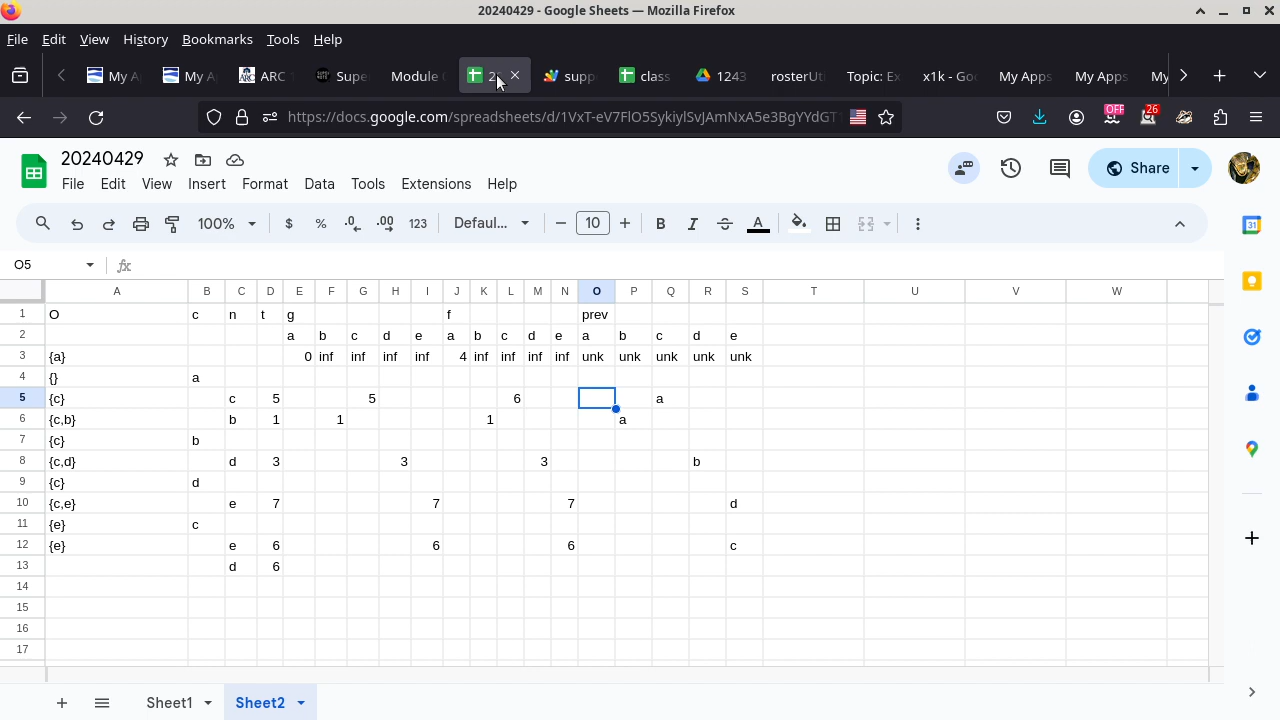 20240429 - Google Sheets — Mozilla Firefox
File Edit View History Bookmarks Tools Help
My A My A ARC Supe Module 2 supp class 1243 rosterUt Topic: Ex x1k - Goo My Apps My Apps My
https://docs.google.com/spreadsheets/d/1VxT-eV7FlO5SykiylSvJAmNxA5e3BgYYdGT OFF 26
20240429
File Edit View Insert Format Data Tools Extensions Help
Share
100% $ % .0 .00 123 Defaul... 10 B I S A
O5 fx
A B C D E F G H I J K L M N O P Q R S T U V W
1 O c n t g f prev
2 a b c d e a b c d e a b c d e
3 {a} 0 inf inf inf inf 4 inf inf inf inf unk unk unk unk unk
4 {} a
5 {c} c 5 5 6 a
6 {c,b} b 1 1 1 a
7 {c} b
8 {c,d} d 3 3 3 b
9 {c} d
10 {c,e} e 7 7 7 d
11 {e} c
12 {e} e 6 6 6 c
13 d 6
14
15
16
17
Sheet1 Sheet2
31